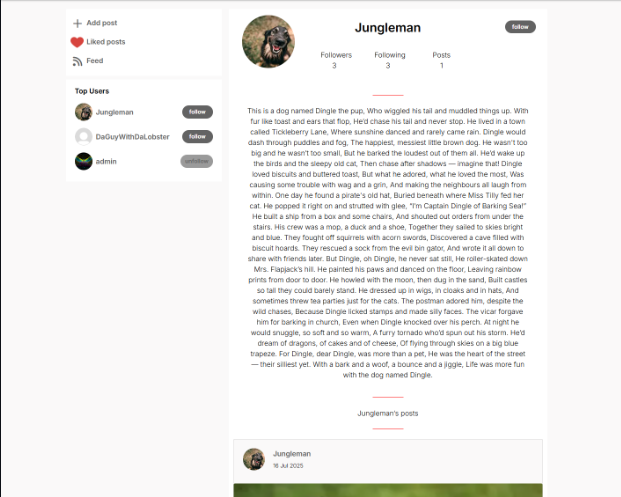 Add post
Liked posts
Feed
Top Users
Jungleman
follow
DaGuyWithDaLobster
follow
admin
unfollow
Jungleman
follow
Followers
3
Following
3
Posts
1
This is a dog named Dingle the pup, Who wiggled his tail and muddled things up. With
fur like toast and ears that flop, He'd chase his tail and never stop. He lived in a town
called Tickleberry Lane, Where sunshine danced and rarely came rain. Dingle would
dash through puddles and fog, The happiest, messiest little brown dog. He wasn't too
big and he wasn't too small, But he barked the loudest out of them all. He'd wake up
the birds and the sleepy old cat, Then chase after shadows — imagine that! Dingle
loved biscuits and buttered toast, But what he adored, what he loved the most, Was
causing some trouble with wag and a grin, And making the neighbours all laugh from
within. One day he found a pirate's old hat, Buried beneath where Miss Tilly fed her
cat. He popped it right on and strutted with glee, "I'm Captain Dingle of Barking Sea!"
He built a ship from a box and some chairs, And shouted out orders from under the
stairs. His crew was a mop, a duck and a shoe, Together they sailed to skies bright
and blue. They fought off squirrels with acorn swords, Discovered a cave filled with
biscuit hoards. They rescued a sock from the evil bin gator, And wrote it all down to
share with friends later. But Dingle, oh Dingle, he never sat still, He roller-skated down
Mrs. Flapjack's hill. He painted his paws and danced on the floor, Leaving rainbow
prints from door to door. He howled with the moon, then dug in the sand, Built castles
so tall they could barely stand. He dressed up in wigs, in cloaks and in hats, And
sometimes threw tea parties just for the cats. The postman adored him, despite the
wild chases, Because Dingle licked stamps and made silly faces. The vicar forgave
him for barking in church, Even when Dingle knocked over his perch. At night he
would snuggle, so soft and so warm, A furry tornado who'd spun out his storm. He'd
dream of dragons, of cakes and of cheese, Of flying through skies on a big blue
trapeze. For Dingle, dear Dingle, was more than a pet, He was the heart of the street
— their silliest yet. With a bark and a woof, a bounce and a jiggle, Life was more fun
with the dog named Dingle.
Jungleman's posts
Jungleman
16 Jul 2025